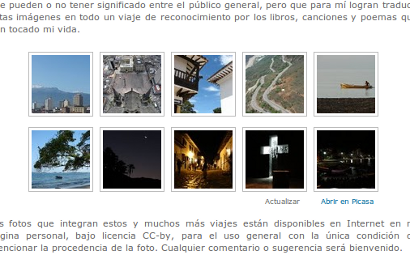 e pueden o no tener significado entre el público general, pero que para mí logran traduc
tas imágenes en todo un viaje de reconocimiento por los libros, canciones y poemas qu
n tocado mi vida.
Actualizar Abrir en Picasa
s fotos que integran estos y muchos más viajes están disponibles en Internet en m
gina personal, bajo licencia CC-by, para el uso general con la única condición d
encionar la procedencia de la foto. Cualquier comentario o sugerencia será bienvenido.